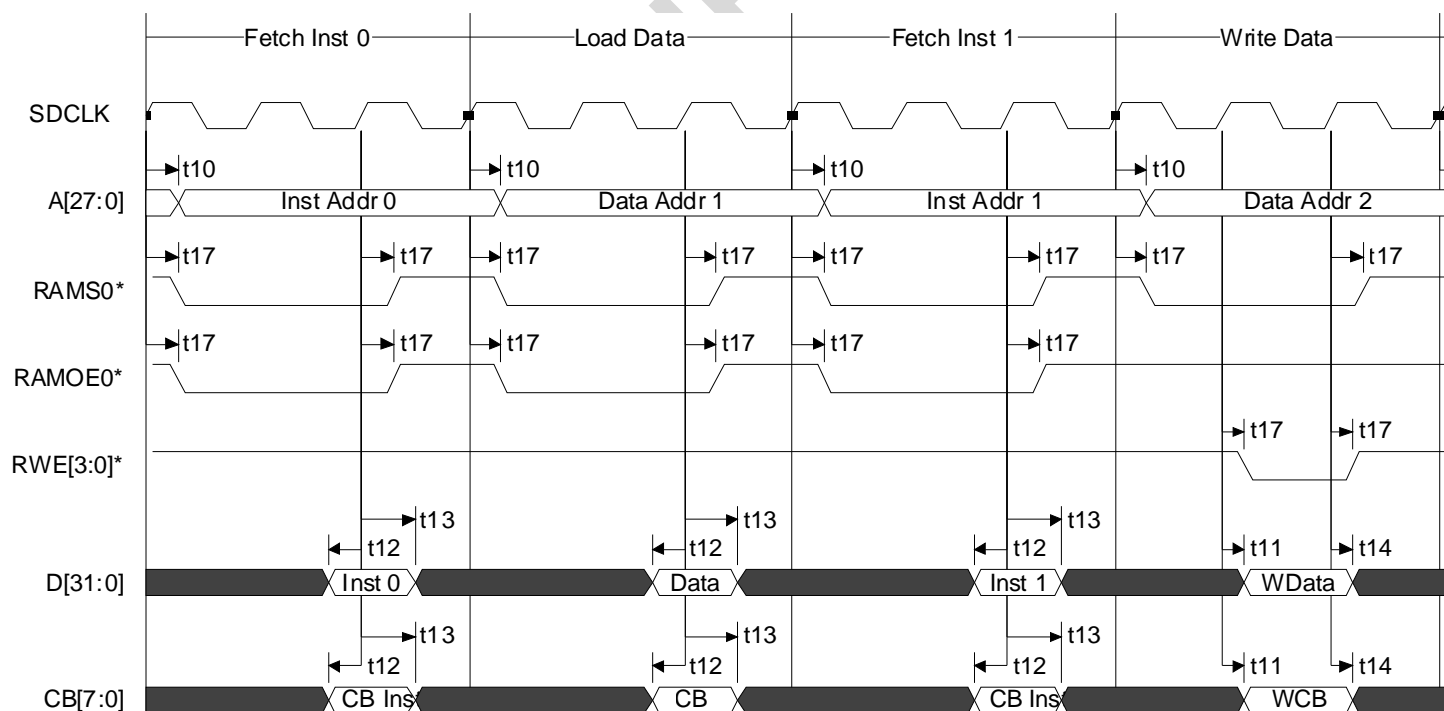 Fetch Inst 0 Load Data Fetch Inst 1 Write Data
SDCLK
t10 t10 t10 t10
A[27:0] Inst Addr 0 Data Addr 1 Inst Addr 1 Data Addr 2
t17 t17 t17 t17 t17 t17 t17 t17
RAMS0*
t17 t17 t17 t17 t17 t17
RAMOE0*
t17 t17
RWE[3:0]*
t13 t13 t13
t12 t12 t12 t11 t14
D[31:0] Inst 0 Data Inst 1 WData
t13 t13 t13
t12 t12 t12 t11 t14
CB[7:0] CB Inst CB CB Inst WCB